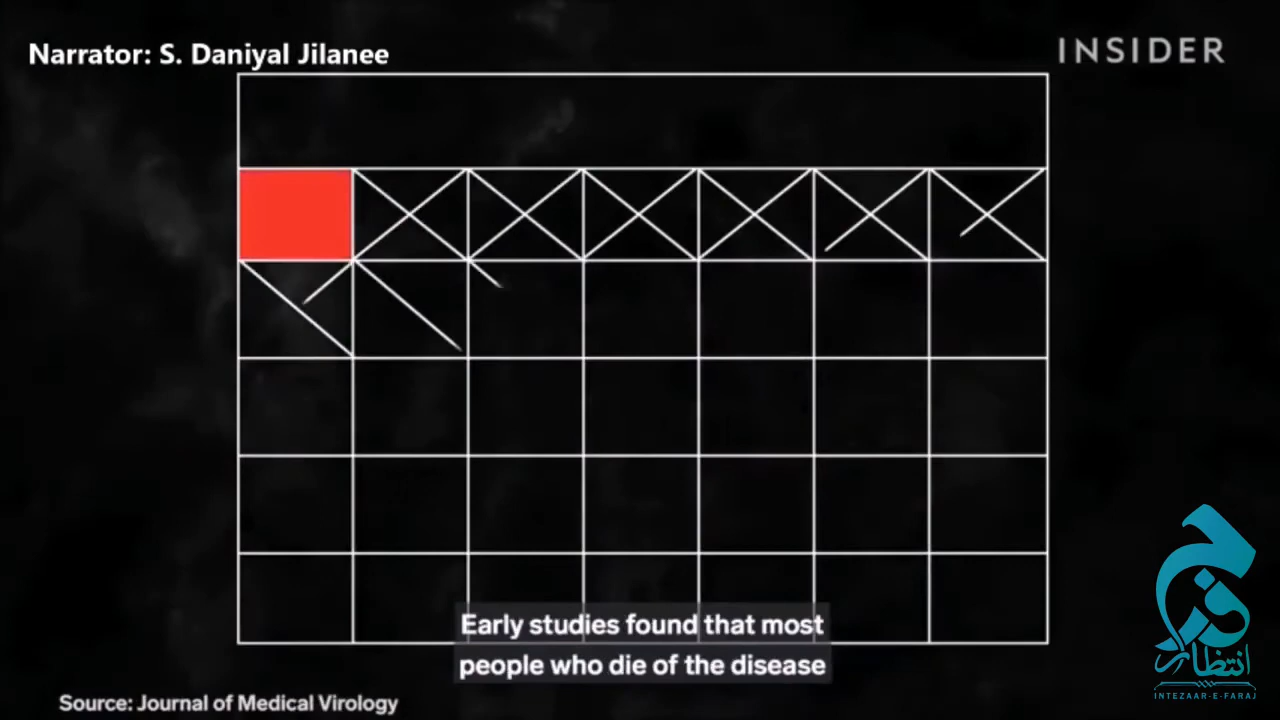 Narrator: S. Daniyal Jilanee
INSIDER
Early studies found that most
people who die of the disease
Source: Journal of Medical Virology
فرج
انتظار
INTEZAAR-E-FARAJ